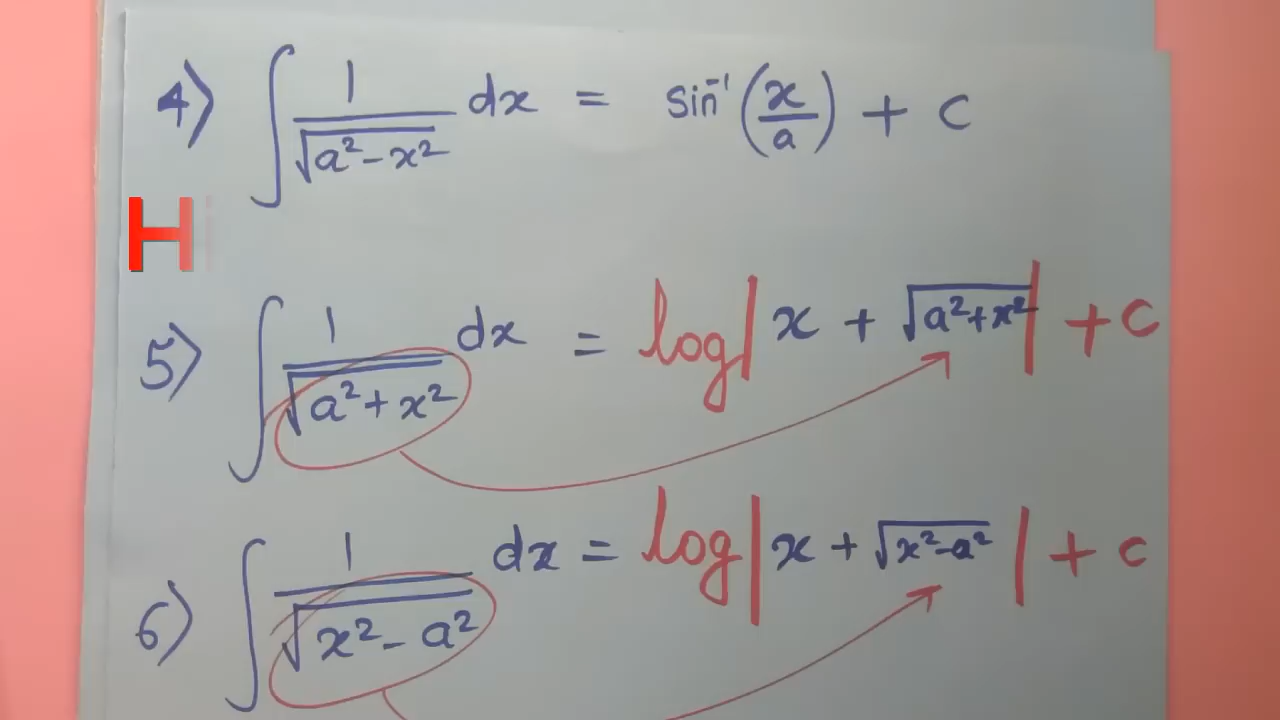 4) ∫ 1/√(a²-x²) dx = sin⁻¹(x/a) + c
Hi
5) ∫ 1/√(a²+x²) dx = log|x + √(a²+x²)| + c
6) ∫ 1/√(x²-a²) dx = log|x + √(x²-a²)| + c